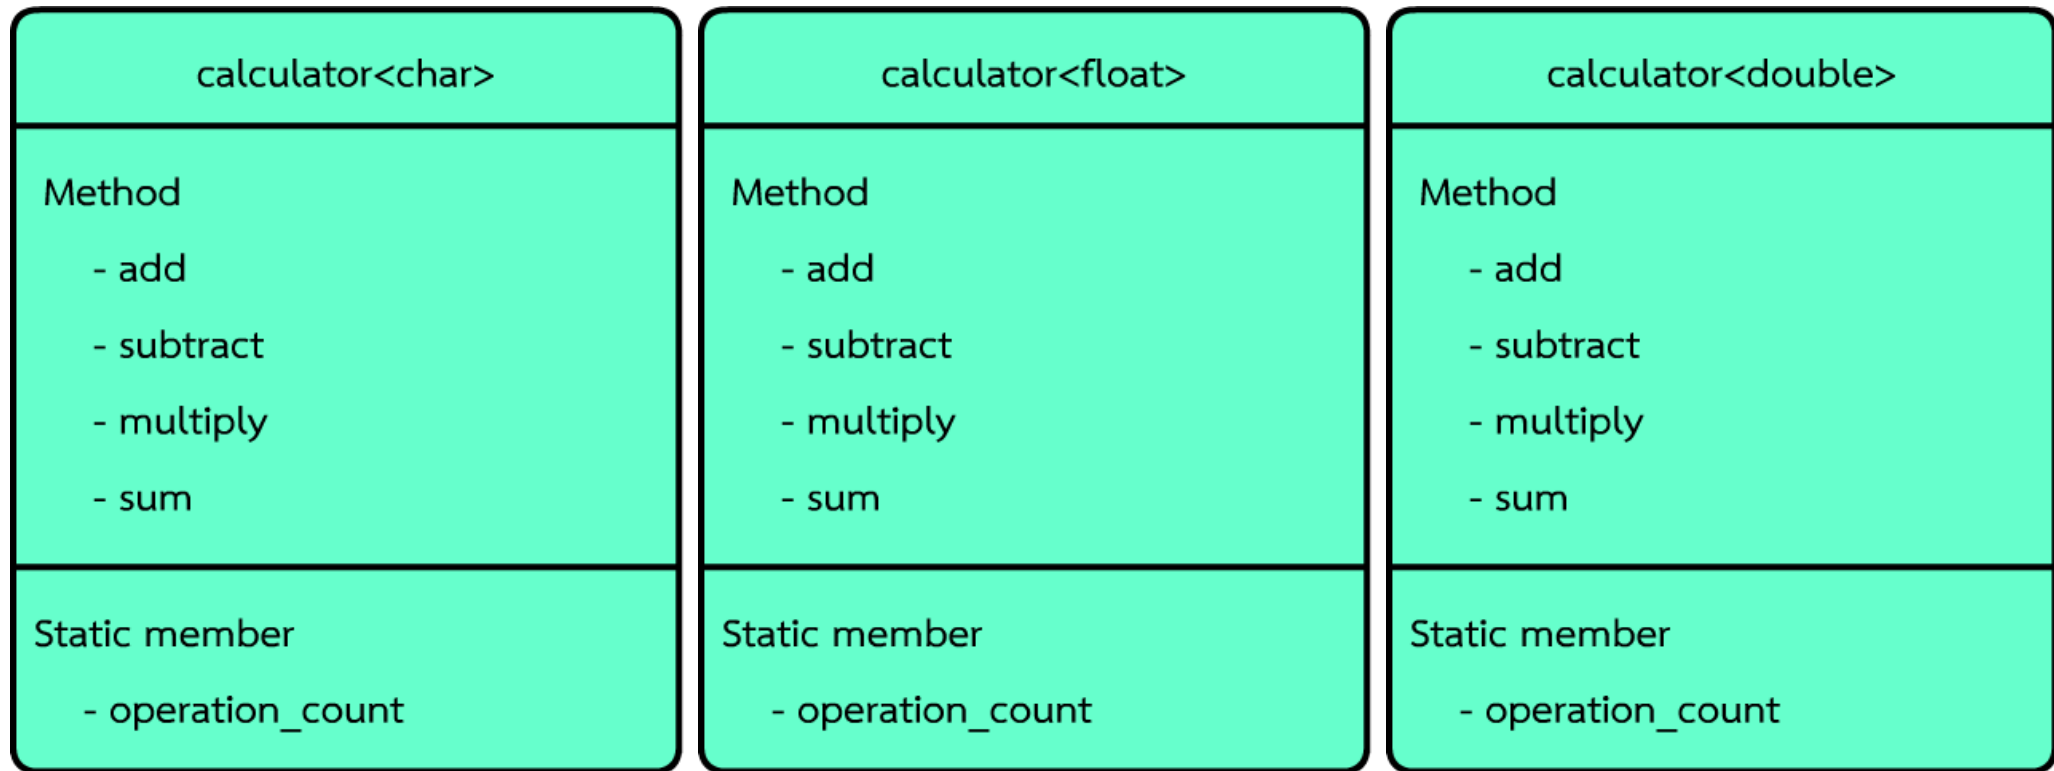 calculator<char>
Method
- add
- subtract
- multiply
- sum
Static member
- operation_count
calculator<float>
Method
- add
- subtract
- multiply
- sum
Static member
- operation_count
calculator<double>
Method
- add
- subtract
- multiply
- sum
Static member
- operation_count